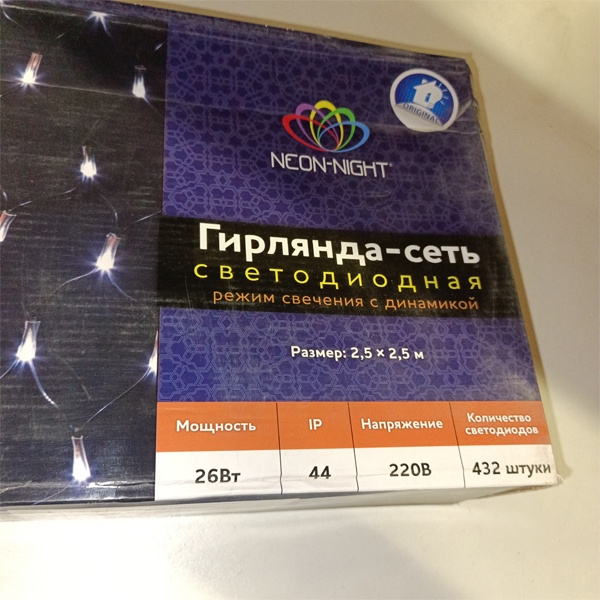 ORIGINAL
NEON-NIGHT®
Гирлянда-сеть
светодиодная
режим свечения с динамикой
Размер: 2,5 × 2,5 м
Мощность IP Напряжение Количество светодиодов
26Вт 44 220В 432 штуки